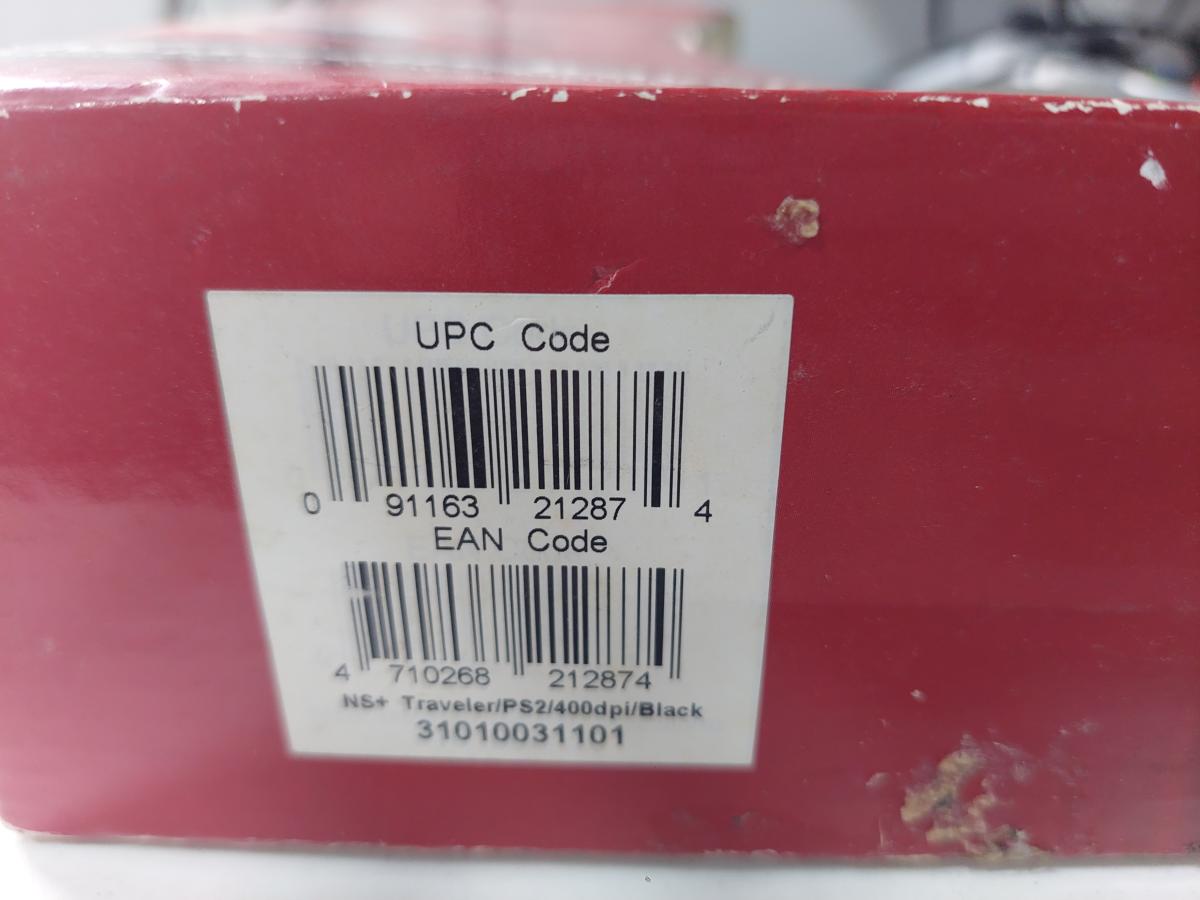 UPC Code
0 91163 21287 4
EAN Code
4 710268 212874
NS+ Traveler/PS2/400dpi/Black
31010031101